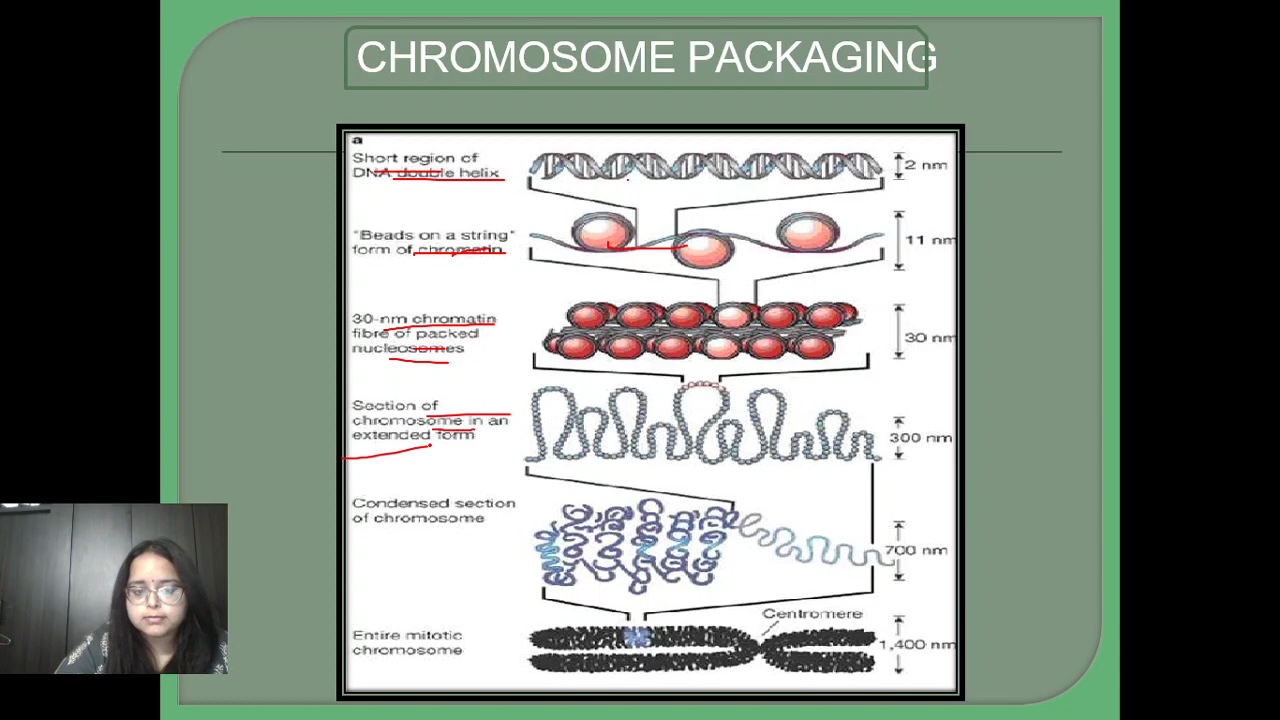 CHROMOSOME PACKAGING
a
Short region of
DNA double helix
2 nm
"Beads on a string"
form of chromatin
11 nm
30-nm chromatin
fibre of packed
nucleosomes
30 nm
Section of
chromosome in an
extended form
300 nm
Condensed section
of chromosome
700 nm
Centromere
Entire mitotic
chromosome
1,400 nm